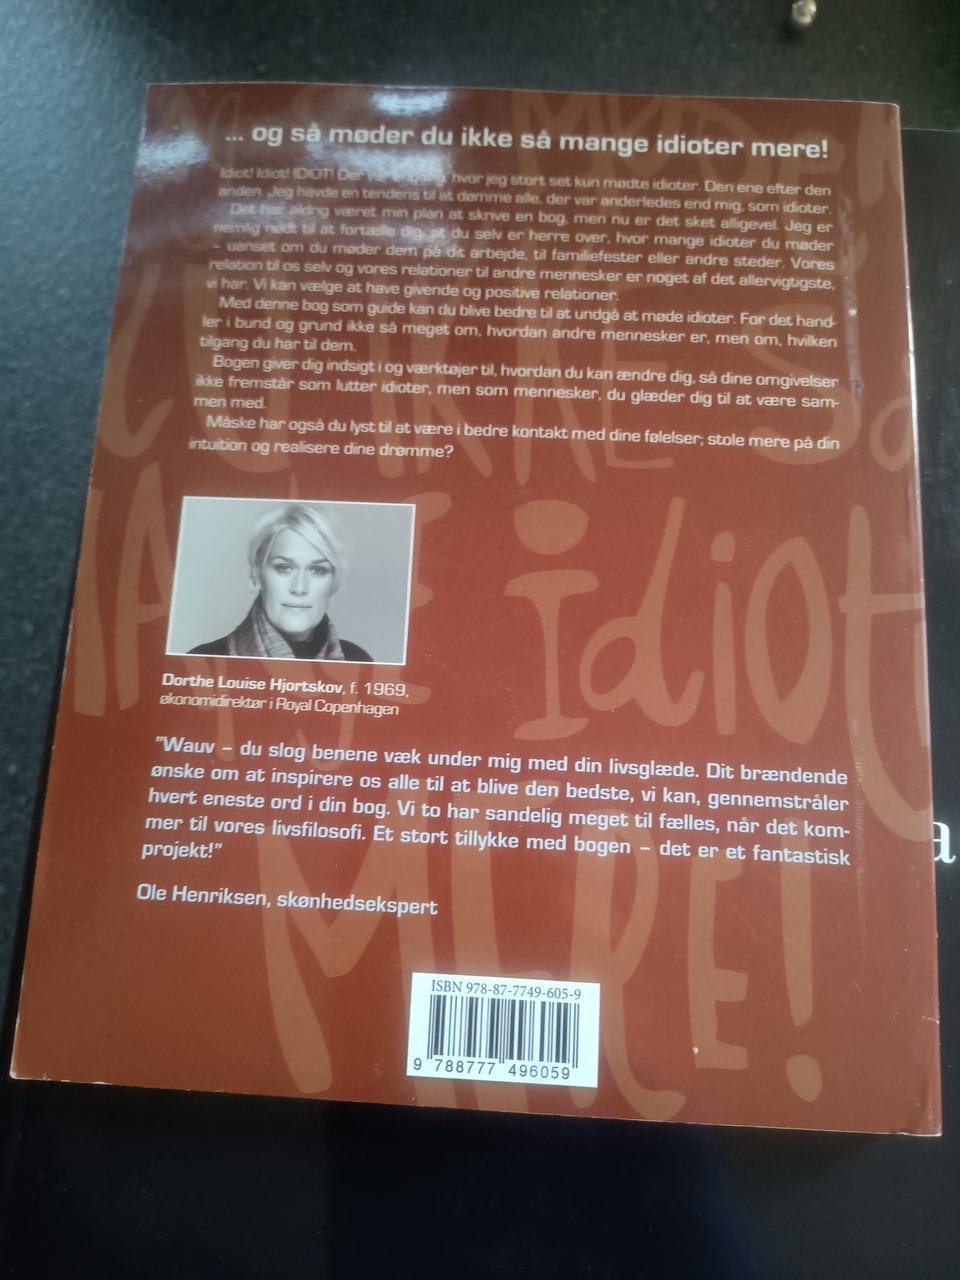 ... og så møder du ikke så mange idioter mere!
Idiot! Idiot! IDIOT! Der var engang, hvor jeg stort set kun mødte idioter. Den ene efter den
anden. Jeg havde en tendens til at dømme alle, der var anderledes end mig, som idioter.
Det har aldrig været min plan at skrive en bog, men nu er det sket alligevel. Jeg er
nemlig nødt til at fortælle dig, at du selv er herre over, hvor mange idioter du møder
– uanset om du møder dem på dit arbejde, til familiefester eller andre steder. Vores
relation til os selv og vores relationer til andre mennesker er noget af det allervigtigste,
vi har. Vi kan vælge at have givende og positive relationer.
Med denne bog som guide kan du blive bedre til at undgå at møde idioter. For det hand-
ler i bund og grund ikke så meget om, hvordan andre mennesker er, men om, hvilken
tilgang du har til dem.
Bogen giver dig indsigt i og værktøjer til, hvordan du kan ændre dig, så dine omgivelser
ikke fremstår som lutter idioter, men som mennesker, du glæder dig til at være sam-
men med.
Måske har også du lyst til at være i bedre kontakt med dine følelser; stole mere på din
intuition og realisere dine drømme?
Dorthe Louise Hjortskov, f. 1969,
økonomidirektør i Royal Copenhagen
"Wauv – du slog benene væk under mig med din livsglæde. Dit brændende
ønske om at inspirere os alle til at blive den bedste, vi kan, gennemstråler
hvert eneste ord i din bog. Vi to har sandelig meget til fælles, når det kom-
mer til vores livsfilosofi. Et stort tillykke med bogen – det er et fantastisk
projekt!"
Ole Henriksen, skønhedsekspert
ISBN 978-87-7749-605-9
9 788777 496059
MØDER
IKKE SÅ
MANGE idiot
MERE!
a